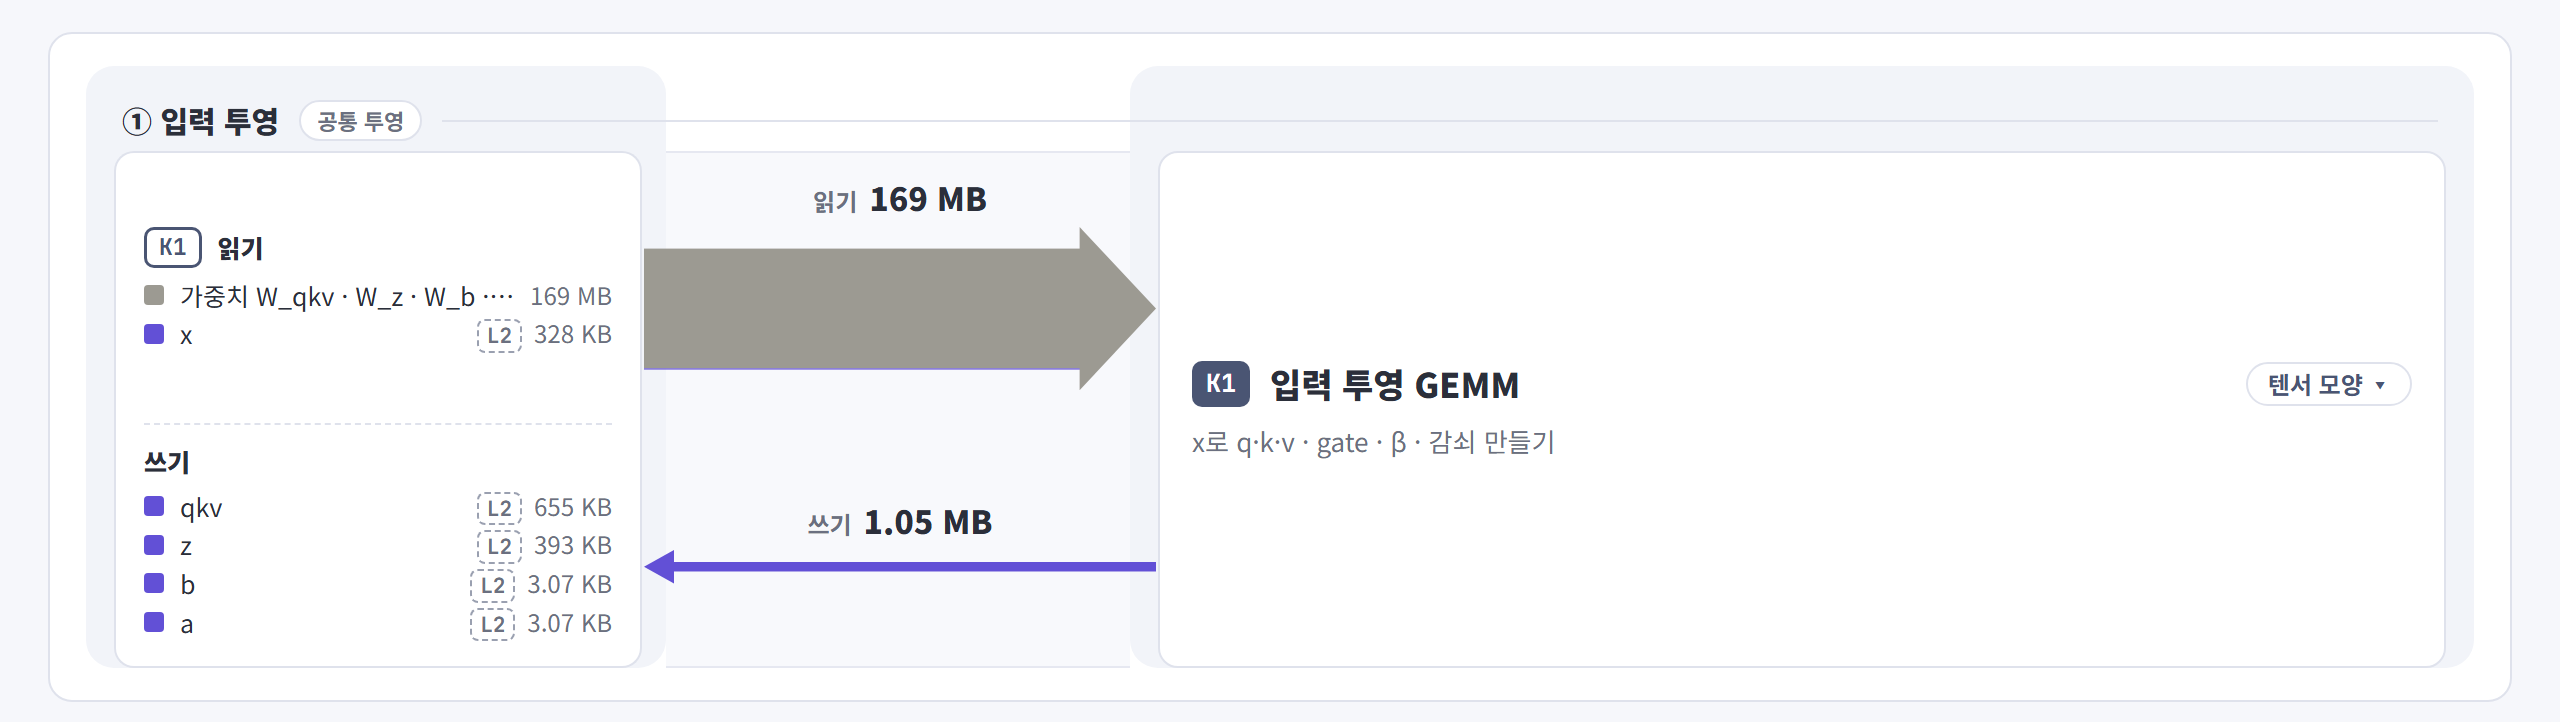 ① 입력 투영 공통 투영
K1 읽기
가중치 W_qkv · W_z · W_b ···· 169 MB
x L2 328 KB
쓰기
qkv L2 655 KB
z L2 393 KB
b L2 3.07 KB
a L2 3.07 KB
읽기 169 MB
쓰기 1.05 MB
K1 입력 투영 GEMM
텐서 모양 ▾
x로 q·k·v · gate · β · 감쇠 만들기